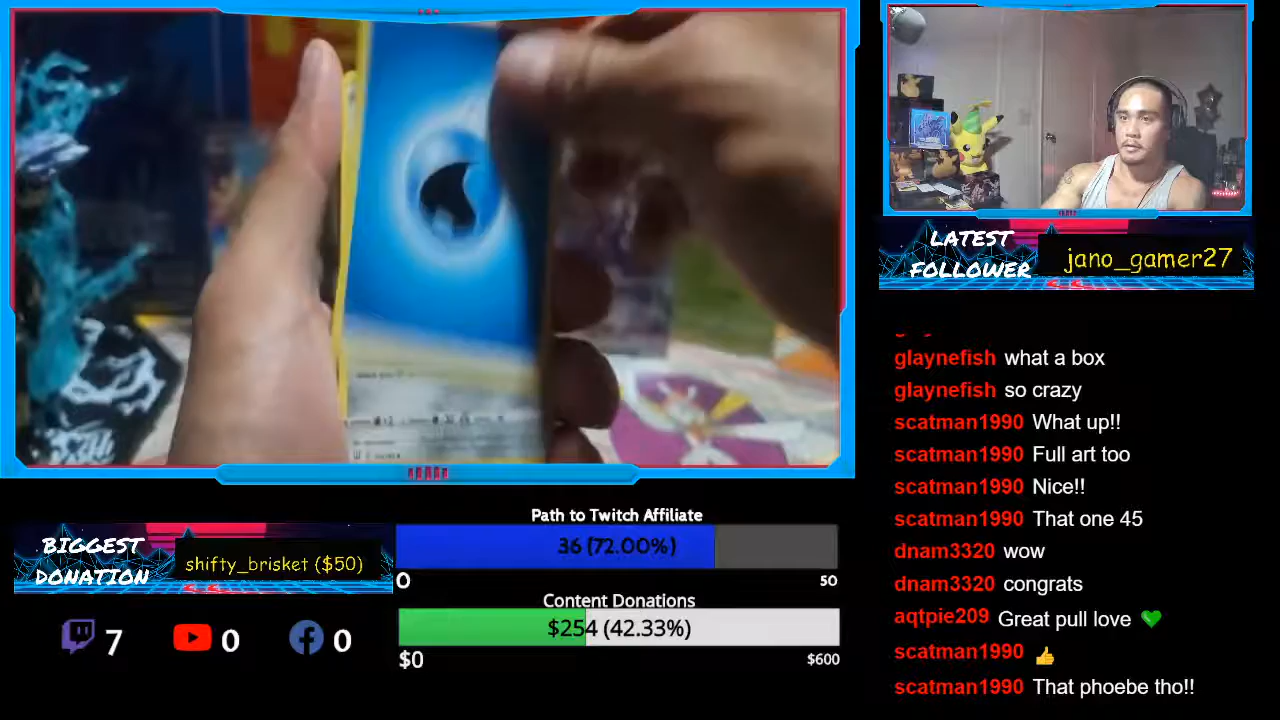 LATEST
FOLLOWER
jano_gamer27
glaynefish what a box
glaynefish so crazy
scatman1990 What up!!
scatman1990 Full art too
scatman1990 Nice!!
scatman1990 That one 45
dnam3320 wow
dnam3320 congrats
aqtpie209 Great pull love 💚
scatman1990 👍
scatman1990 That phoebe tho!!
BIGGEST
DONATION
shifty_brisket ($50)
Path to Twitch Affiliate
36 (72.00%)
0
50
Content Donations
$254 (42.33%)
$0
$600
7
0
0